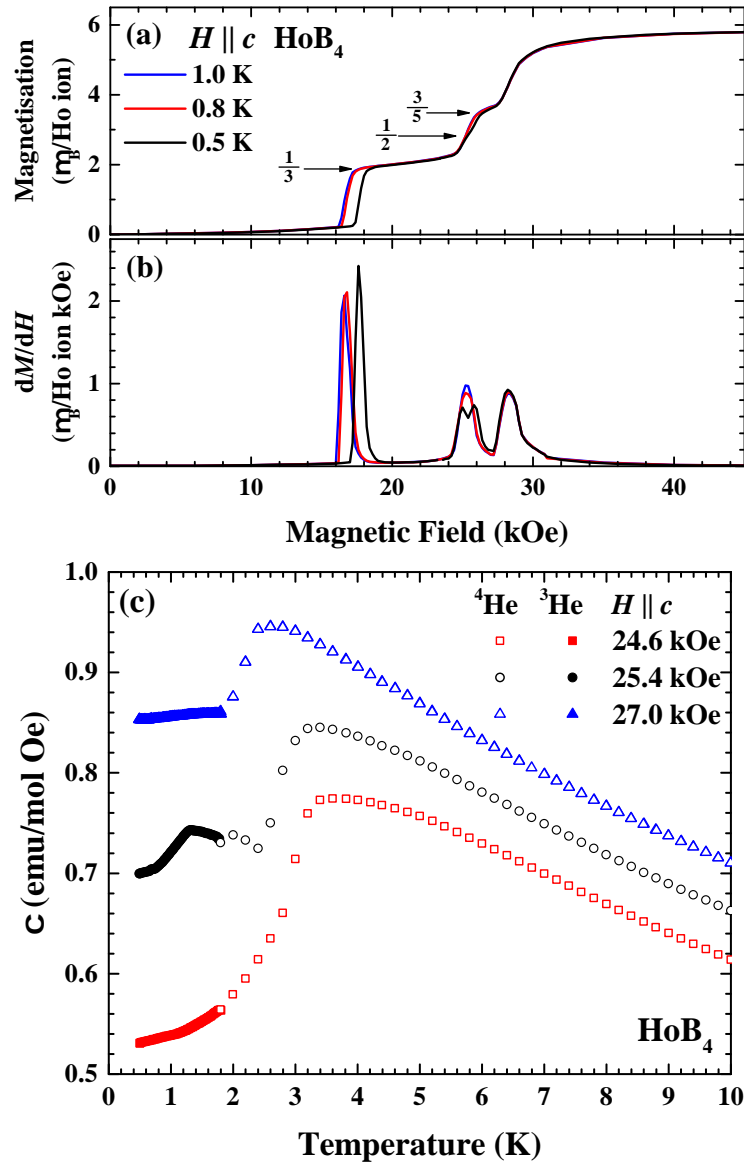 (a) H || c HoB4
1.0 K
0.8 K
0.5 K
1/3
1/2
3/5
Magnetisation
(mB/Ho ion)
0
2
4
6
(b)
dM/dH
(mB/Ho ion kOe)
0
1
2
0 10 20 30 40
Magnetic Field (kOe)
(c) 4He 3He H || c
24.6 kOe
25.4 kOe
27.0 kOe
c (emu/mol Oe)
1.0
0.9
0.8
0.7
0.6
0.5
HoB4
0 1 2 3 4 5 6 7 8 9 10
Temperature (K)